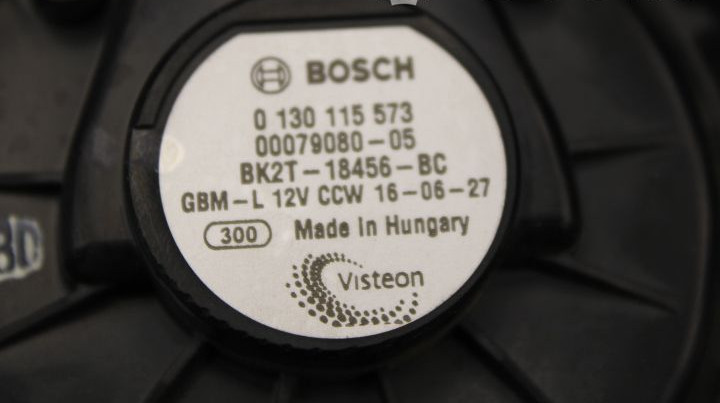 BOSCH
0 130 115 573
00079080-05
BK2T-18456-BC
GBM-L 12V CCW 16-06-27
300 Made in Hungary
Visteon